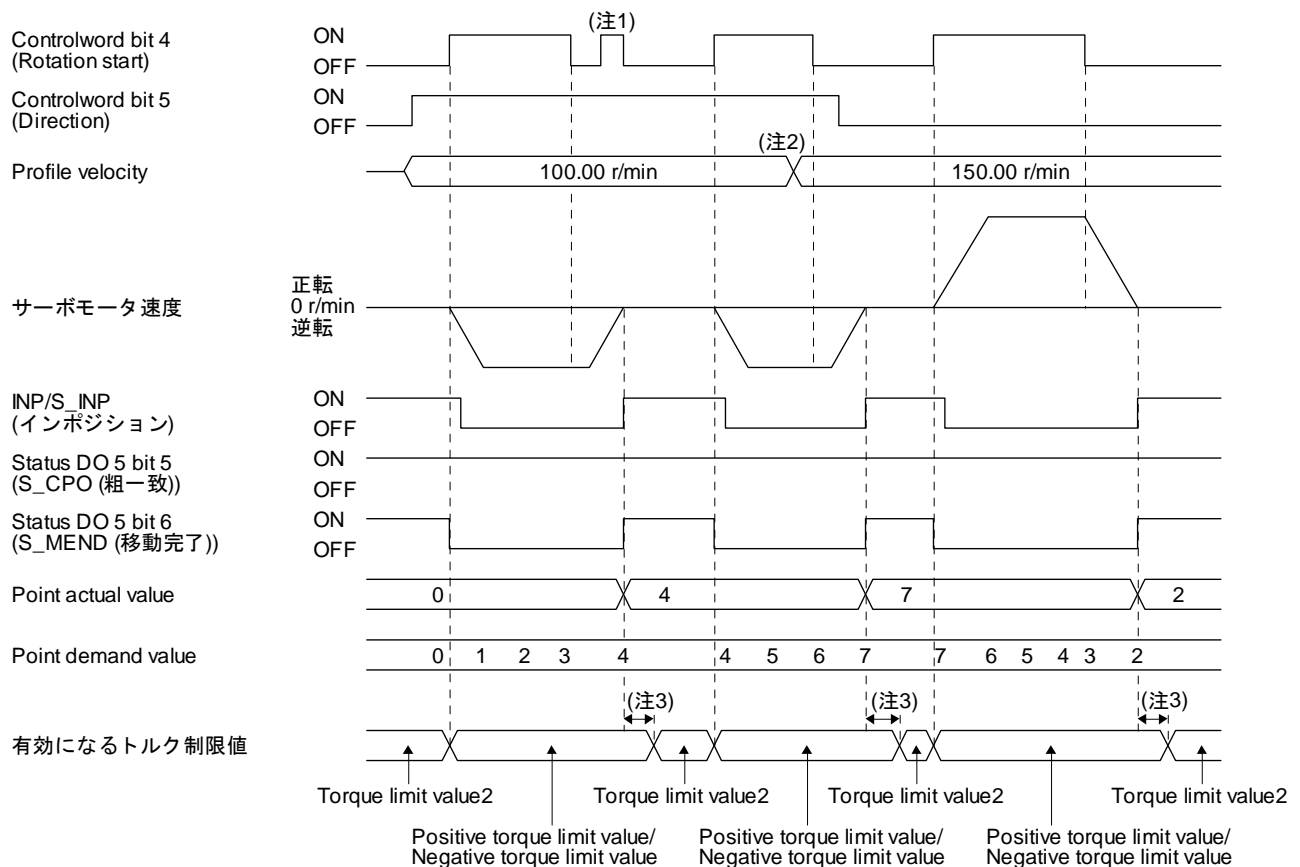 (注1)
Controlword bit 4
(Rotation start)
ON
OFF
Controlword bit 5
(Direction)
ON
OFF
(注2)
Profile velocity
100.00 r/min
150.00 r/min
サーボモータ速度
正転
0 r/min
逆転
INP/S_INP
(インポジション)
ON
OFF
Status DO 5 bit 5
(S_CPO (粗一致))
ON
OFF
Status DO 5 bit 6
(S_MEND (移動完了))
ON
OFF
Point actual value
0
4
7
2
Point demand value
0 1 2 3 4 4 5 6 7 7 6 5 4 3 2
(注3)
(注3)
(注3)
有効になるトルク制限値
Torque limit value2
Torque limit value2
Torque limit value2
Torque limit value2
Positive torque limit value/
Negative torque limit value
Positive torque limit value/
Negative torque limit value
Positive torque limit value/
Negative torque limit value